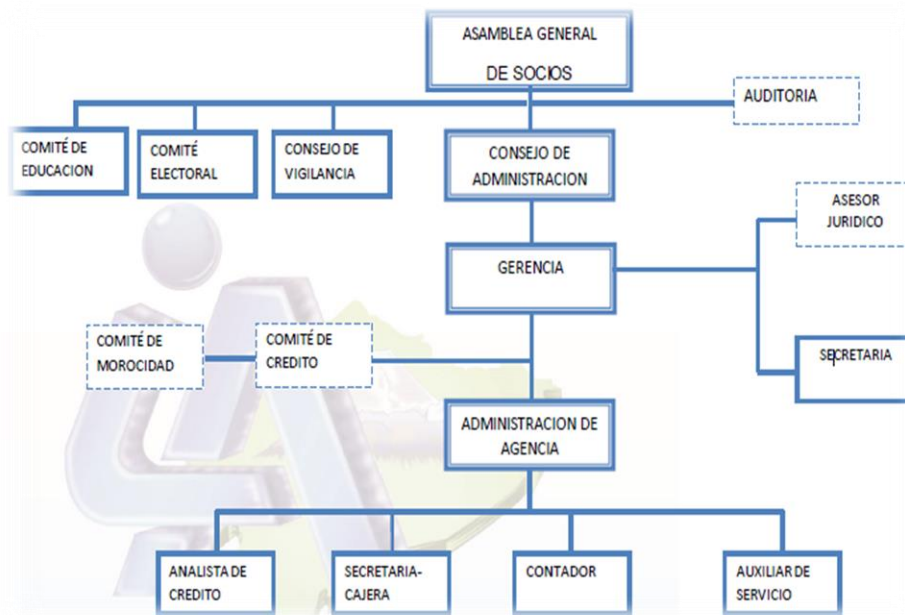 ASAMBLEA GENERAL
DE SOCIOS
AUDITORIA
COMITÉ DE
EDUCACION
COMITÉ
ELECTORAL
CONSEJO DE
VIGILANCIA
CONSEJO DE
ADMINISTRACION
ASESOR
JURIDICO
GERENCIA
COMITÉ DE
MOROCIDAD
COMITÉ DE
CREDITO
SECRETARIA
ADMINISTRACION DE
AGENCIA
ANALISTA DE
CREDITO
SECRETARIA-
CAJERA
CONTADOR
AUXILIAR DE
SERVICIO